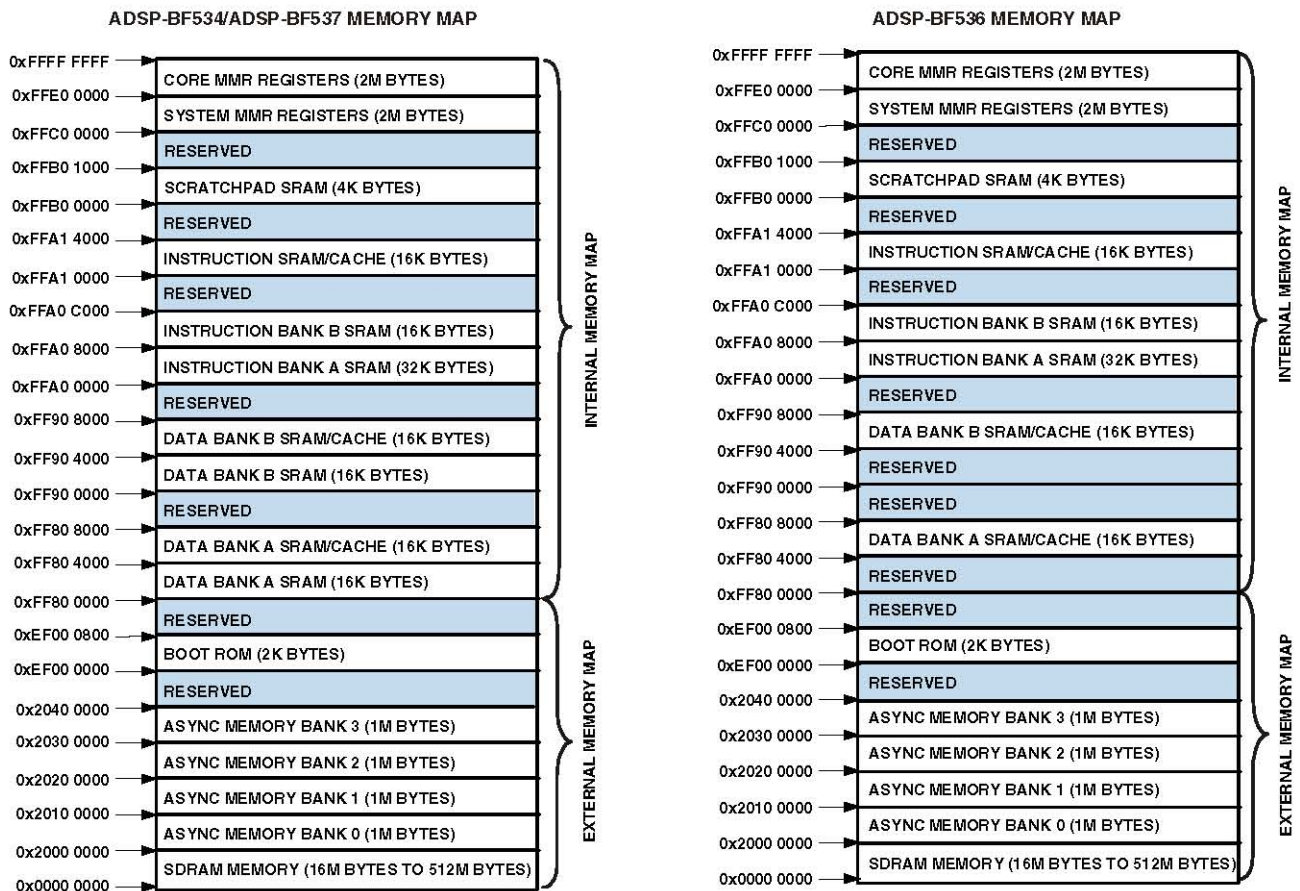 ADSP-BF534/ADSP-BF537 MEMORY MAP
0xFFFF FFFF
CORE MMR REGISTERS (2M BYTES)
0xFFE0 0000
SYSTEM MMR REGISTERS (2M BYTES)
0xFFC0 0000
RESERVED
0xFFB0 1000
SCRATCHPAD SRAM (4K BYTES)
0xFFB0 0000
RESERVED
0xFFA1 4000
INSTRUCTION SRAM/CACHE (16K BYTES)
0xFFA1 0000
RESERVED
0xFFA0 C000
INSTRUCTION BANK B SRAM (16K BYTES)
0xFFA0 8000
INSTRUCTION BANK A SRAM (32K BYTES)
0xFFA0 0000
RESERVED
0xFF90 8000
DATA BANK B SRAM/CACHE (16K BYTES)
0xFF90 4000
DATA BANK B SRAM (16K BYTES)
0xFF90 0000
RESERVED
0xFF80 8000
DATA BANK A SRAM/CACHE (16K BYTES)
0xFF80 4000
DATA BANK A SRAM (16K BYTES)
0xFF80 0000
RESERVED
0xEF00 0800
BOOT ROM (2K BYTES)
0xEF00 0000
RESERVED
0x2040 0000
ASYNC MEMORY BANK 3 (1M BYTES)
0x2030 0000
ASYNC MEMORY BANK 2 (1M BYTES)
0x2020 0000
ASYNC MEMORY BANK 1 (1M BYTES)
0x2010 0000
ASYNC MEMORY BANK 0 (1M BYTES)
0x2000 0000
SDRAM MEMORY (16M BYTES TO 512M BYTES)
0x0000 0000
INTERNAL MEMORY MAP
EXTERNAL MEMORY MAP
ADSP-BF536 MEMORY MAP
0xFFFF FFFF
CORE MMR REGISTERS (2M BYTES)
0xFFE0 0000
SYSTEM MMR REGISTERS (2M BYTES)
0xFFC0 0000
RESERVED
0xFFB0 1000
SCRATCHPAD SRAM (4K BYTES)
0xFFB0 0000
RESERVED
0xFFA1 4000
INSTRUCTION SRAM/CACHE (16K BYTES)
0xFFA1 0000
RESERVED
0xFFA0 C000
INSTRUCTION BANK B SRAM (16K BYTES)
0xFFA0 8000
INSTRUCTION BANK A SRAM (32K BYTES)
0xFFA0 0000
RESERVED
0xFF90 8000
DATA BANK B SRAM/CACHE (16K BYTES)
0xFF90 4000
RESERVED
0xFF90 0000
RESERVED
0xFF80 8000
DATA BANK A SRAM/CACHE (16K BYTES)
0xFF80 4000
RESERVED
0xFF80 0000
RESERVED
0xEF00 0800
BOOT ROM (2K BYTES)
0xEF00 0000
RESERVED
0x2040 0000
ASYNC MEMORY BANK 3 (1M BYTES)
0x2030 0000
ASYNC MEMORY BANK 2 (1M BYTES)
0x2020 0000
ASYNC MEMORY BANK 1 (1M BYTES)
0x2010 0000
ASYNC MEMORY BANK 0 (1M BYTES)
0x2000 0000
SDRAM MEMORY (16M BYTES TO 512M BYTES)
0x0000 0000
INTERNAL MEMORY MAP
EXTERNAL MEMORY MAP